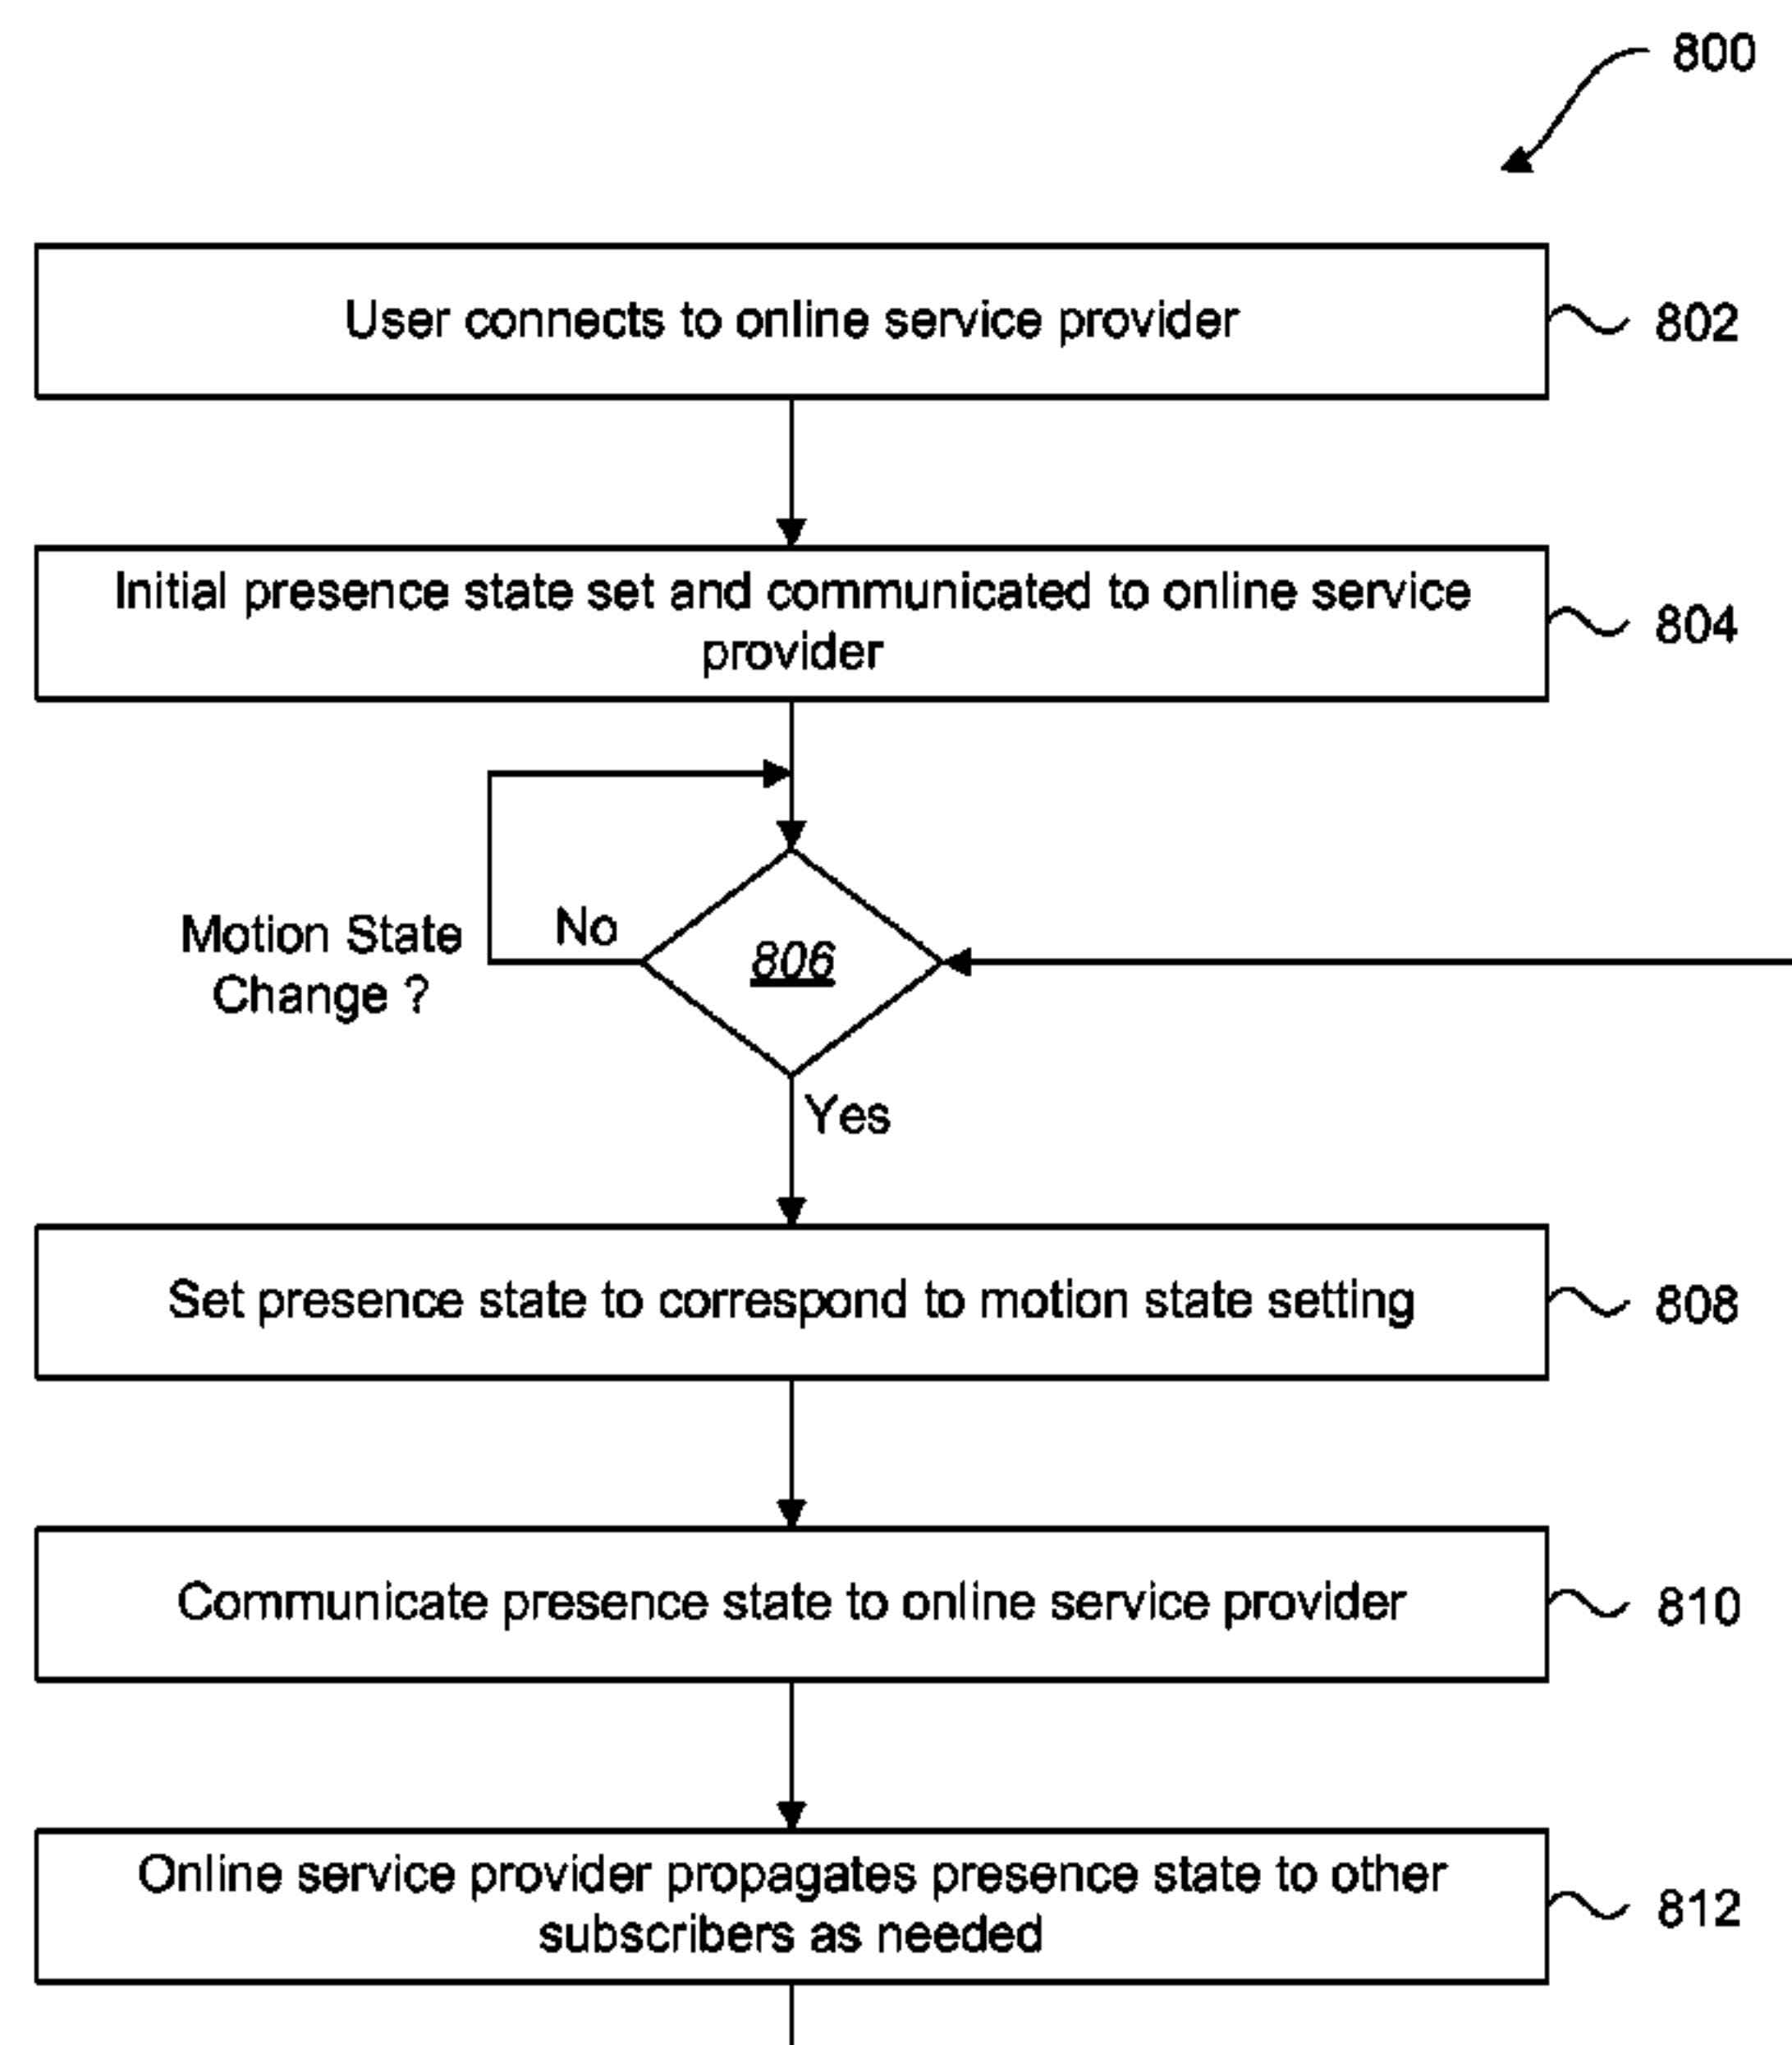 800
User connects to online service provider
802
Initial presence state set and communicated to online service
provider
804
Motion State
Change ?
No
806
Yes
Set presence state to correspond to motion state setting
808
Communicate presence state to online service provider
810
Online service provider propagates presence state to other
subscribers as needed
812